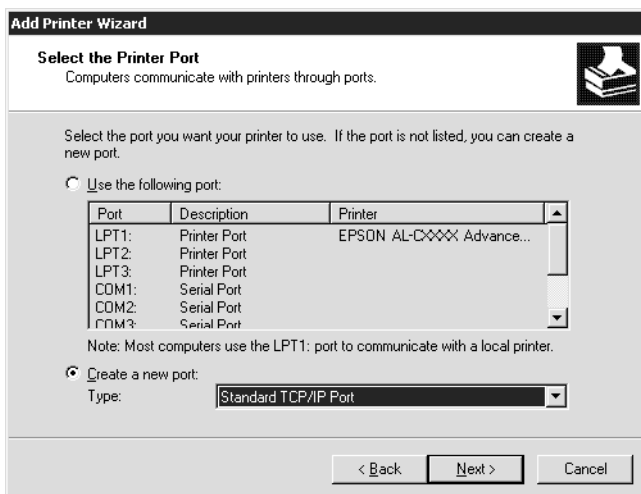 Add Printer Wizard
Select the Printer Port
Computers communicate with printers through ports.
Select the port you want your printer to use. If the port is not listed, you can create a
new port.
Use the following port:
Port Description Printer
LPT1: Printer Port EPSON AL-CXXXX Advance...
LPT2: Printer Port
LPT3: Printer Port
COM1: Serial Port
COM2: Serial Port
COM3: Serial Port
Note: Most computers use the LPT1: port to communicate with a local printer.
Create a new port:
Type: Standard TCP/IP Port
< Back Next > Cancel